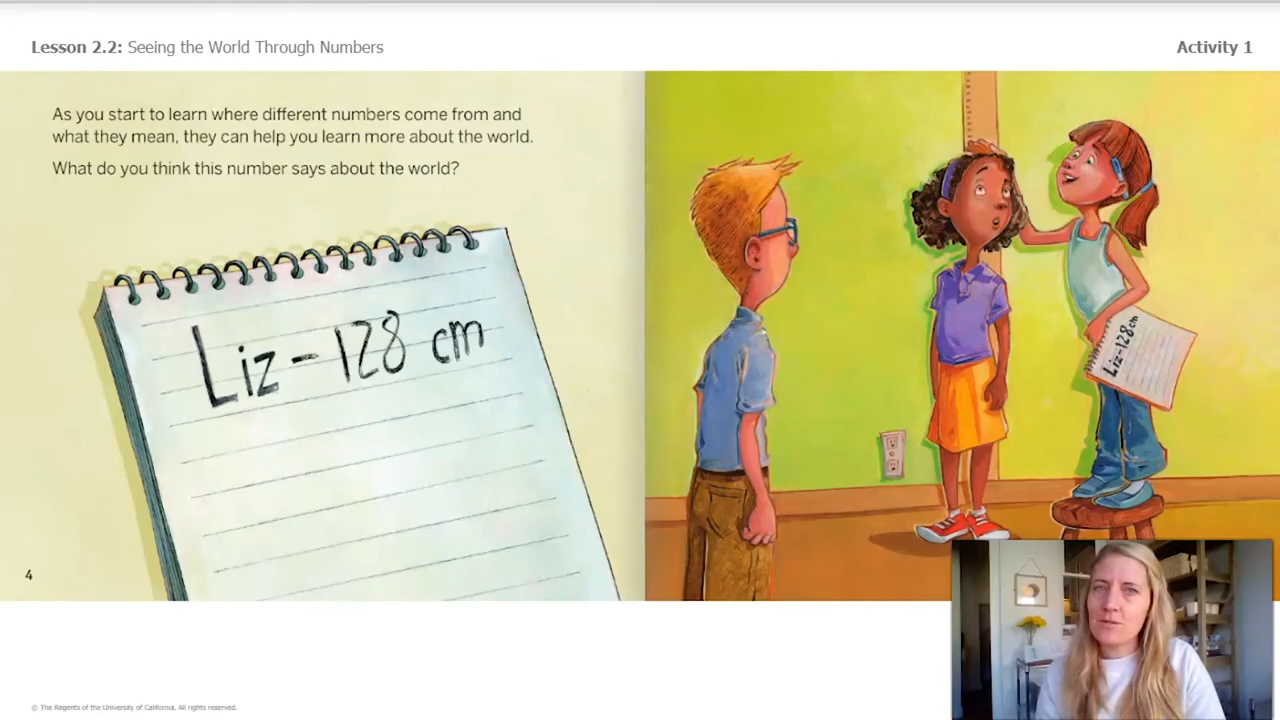 Lesson 2.2: Seeing the World Through Numbers
Activity 1
As you start to learn where different numbers come from and
what they mean, they can help you learn more about the world.
What do you think this number says about the world?
Liz - 128 cm
Liz-128cm
4
© The Regents of the University of California. All rights reserved.